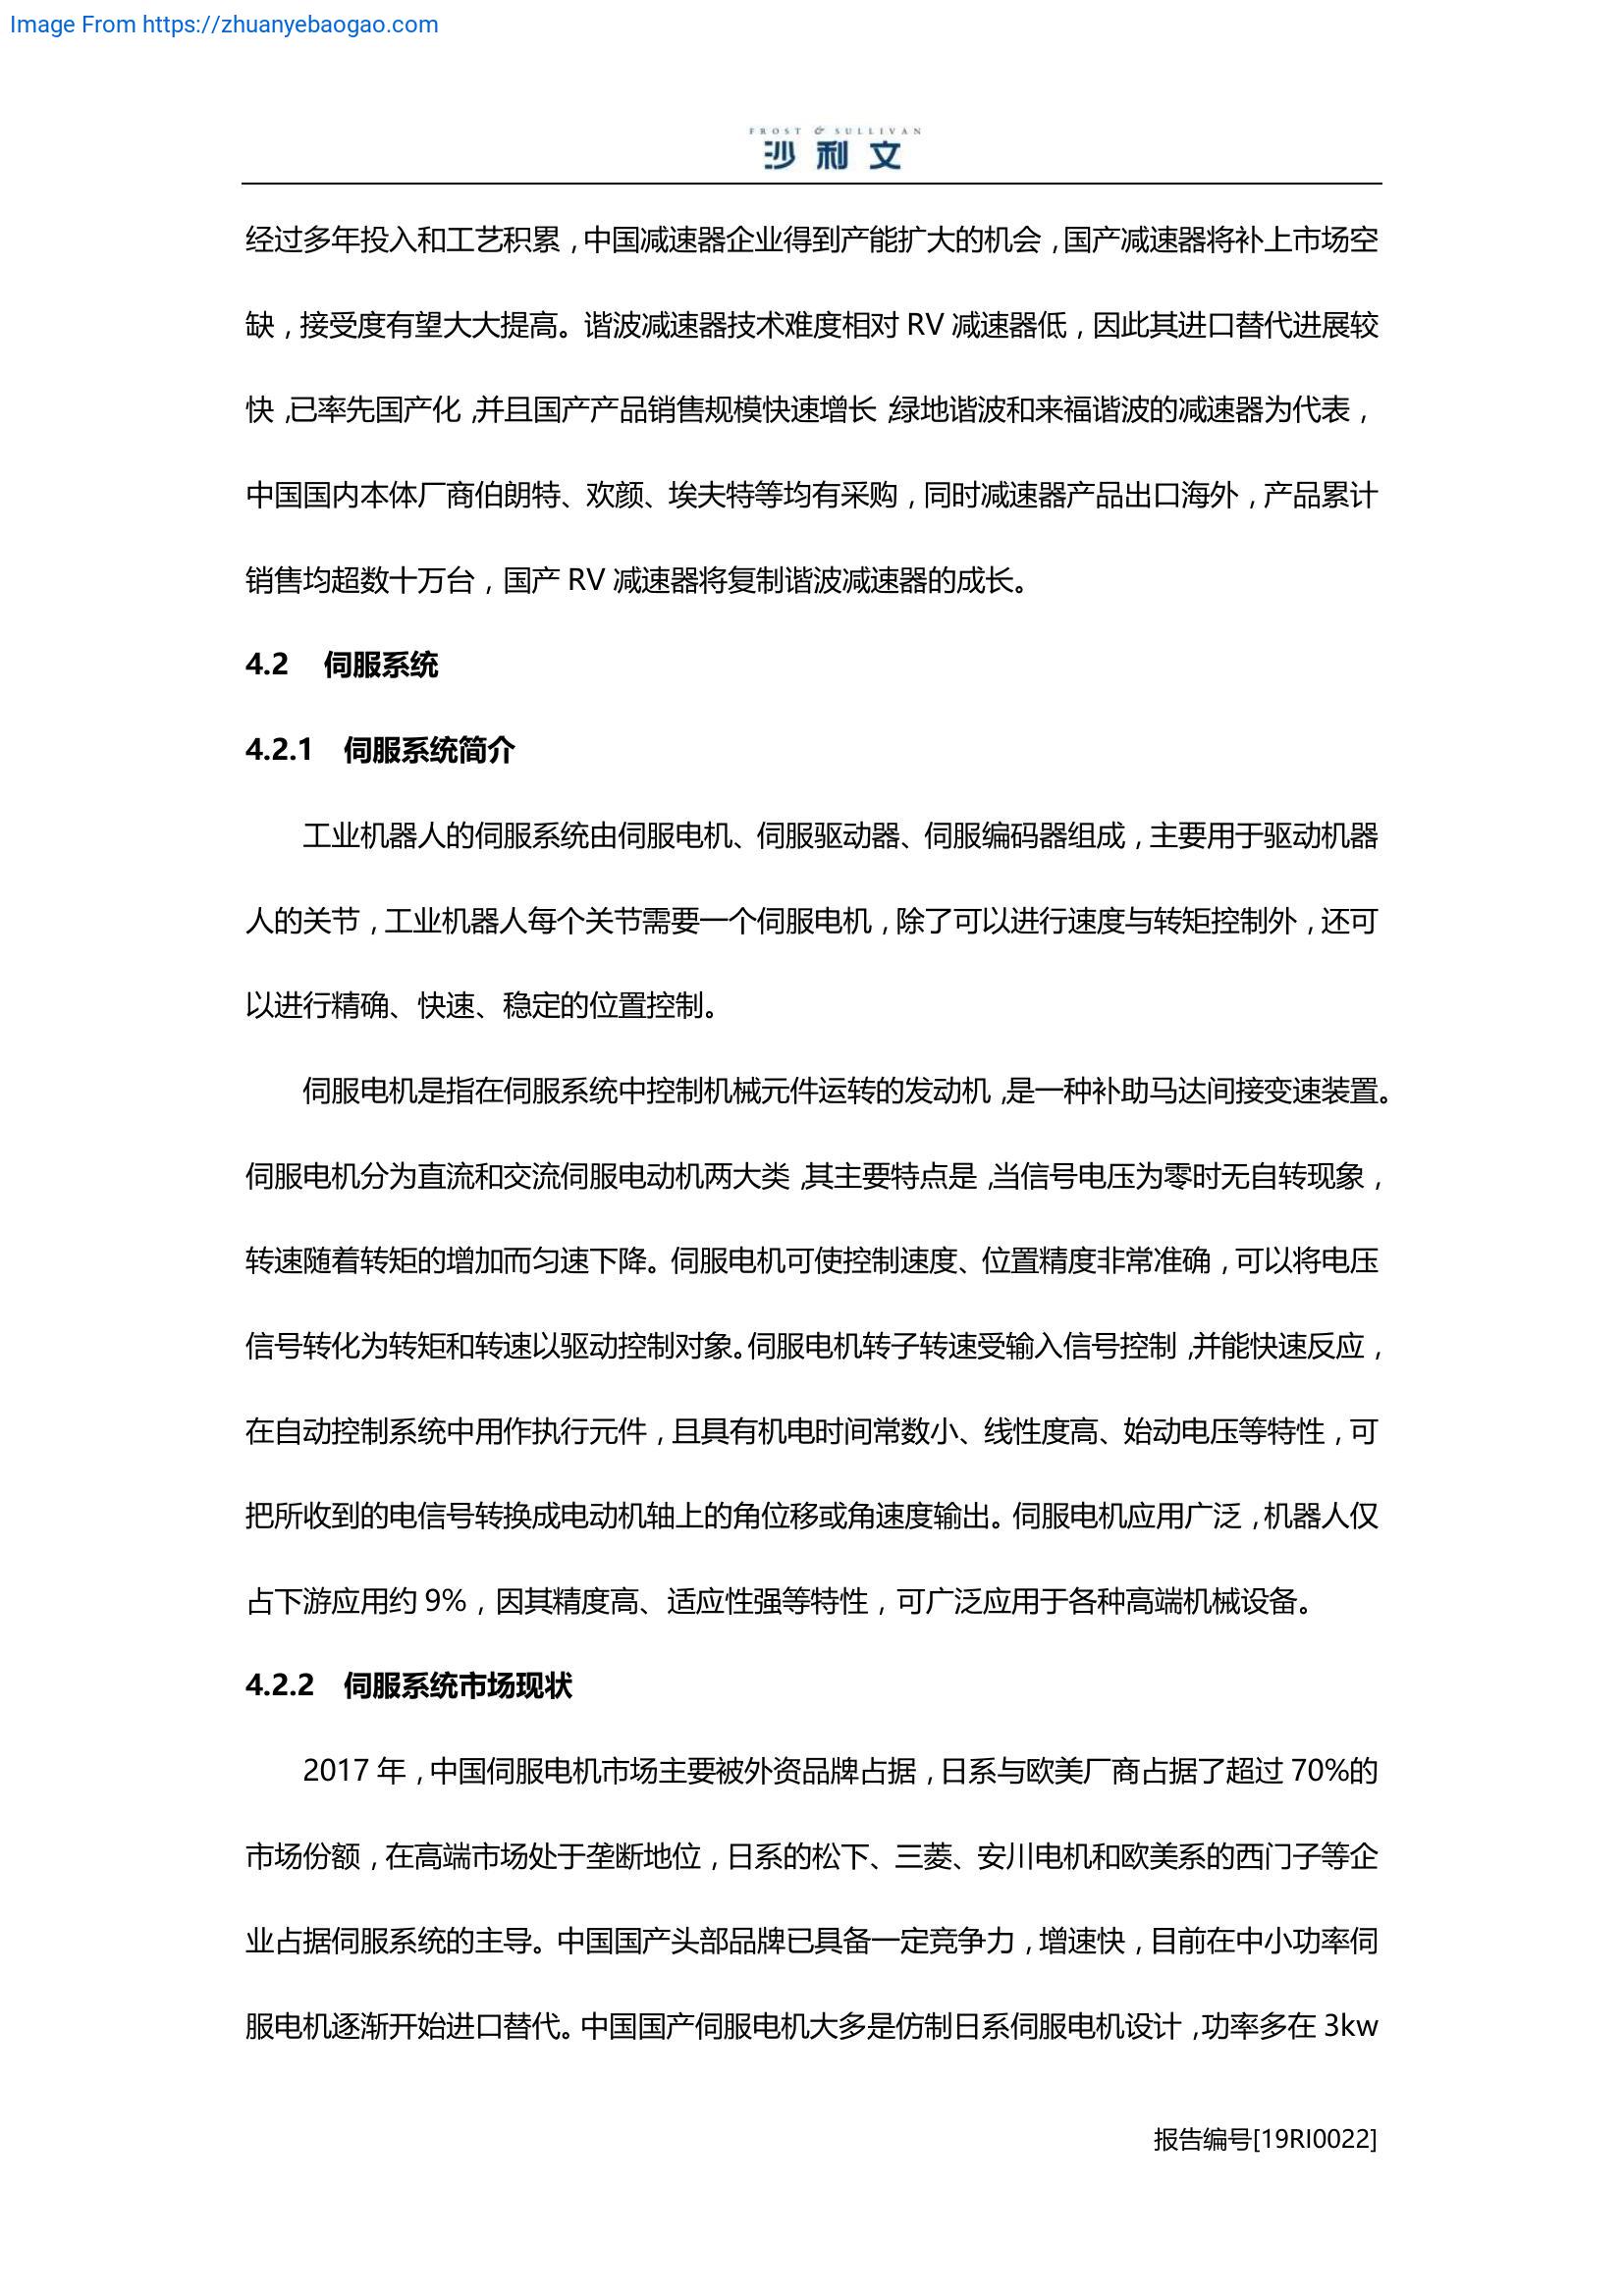 Image From https://zhuanyebaogao.com
FROST & SULLIVAN
沙利文
经过多年投入和工艺积累，中国减速器企业得到产能扩大的机会，国产减速器将补上市场空
缺，接受度有望大大提高。谐波减速器技术难度相对 RV 减速器低，因此其进口替代进展较
快，已率先国产化，并且国产产品销售规模快速增长，绿地谐波和来福谐波的减速器为代表，
中国国内本体厂商伯朗特、欢颜、埃夫特等均有采购，同时减速器产品出口海外，产品累计
销售均超数十万台，国产 RV 减速器将复制谐波减速器的成长。
4.2 伺服系统
4.2.1 伺服系统简介
工业机器人的伺服系统由伺服电机、伺服驱动器、伺服编码器组成，主要用于驱动机器
人的关节，工业机器人每个关节需要一个伺服电机，除了可以进行速度与转矩控制外，还可
以进行精确、快速、稳定的位置控制。
伺服电机是指在伺服系统中控制机械元件运转的发动机，是一种补助马达间接变速装置。
伺服电机分为直流和交流伺服电动机两大类，其主要特点是，当信号电压为零时无自转现象，
转速随着转矩的增加而匀速下降。伺服电机可使控制速度、位置精度非常准确，可以将电压
信号转化为转矩和转速以驱动控制对象。伺服电机转子转速受输入信号控制，并能快速反应，
在自动控制系统中用作执行元件，且具有机电时间常数小、线性度高、始动电压等特性，可
把所收到的电信号转换成电动机轴上的角位移或角速度输出。伺服电机应用广泛，机器人仅
占下游应用约 9%，因其精度高、适应性强等特性，可广泛应用于各种高端机械设备。
4.2.2 伺服系统市场现状
2017 年，中国伺服电机市场主要被外资品牌占据，日系与欧美厂商占据了超过 70%的
市场份额，在高端市场处于垄断地位，日系的松下、三菱、安川电机和欧美系的西门子等企
业占据伺服系统的主导。中国国产头部品牌已具备一定竞争力，增速快，目前在中小功率伺
服电机逐渐开始进口替代。中国国产伺服电机大多是仿制日系伺服电机设计，功率多在 3kw
报告编号[19RI0022]